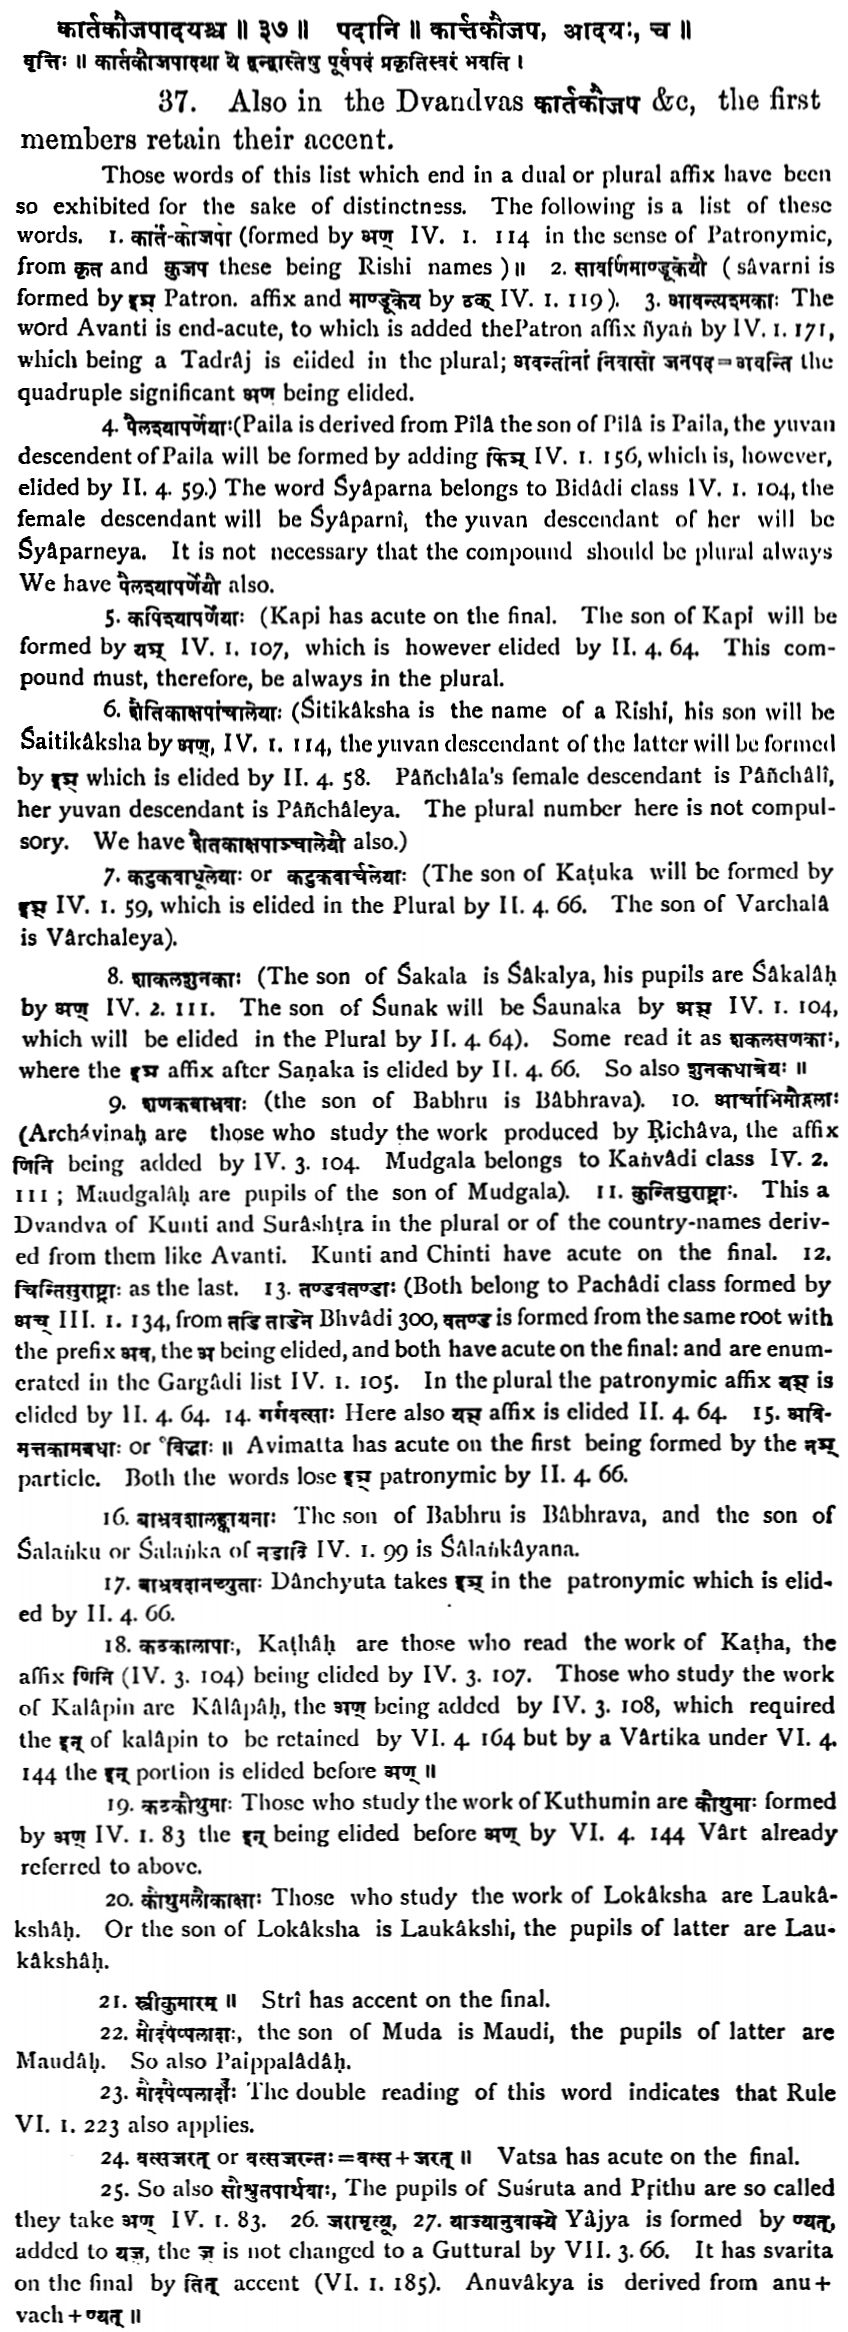 कार्तकौजपादयश्च ॥ ३७ ॥ पदानि ॥ कार्त्तकौजप, आदयः, च ॥
वृत्तिः ॥ कार्तकौजपादया ये द्वन्द्वास्तेषु पूर्वपदं प्रकृतिस्वरं भवति ।
37. Also in the Dvandvas कार्तकौजप &c, the first
members retain their accent.
Those words of this list which end in a dual or plural affix have been
so exhibited for the sake of distinctness. The following is a list of these
words. 1. कार्त-कौजपौ (formed by अण् IV. 1. 114 in the sense of Patronymic,
from कृत and कुजप these being Rishi names )॥ 2. सावर्णिमाण्डूकेयौ ( sâvarni is
formed by इञ् Patron. affix and माण्डूकेय by ढक् IV. 1. 119). 3. आवन्त्यश्मकाः The
word Avanti is end-acute, to which is added thePatron affix ñyaṅ by IV. 1. 171,
which being a Tadrâj is elided in the plural; अवन्तीनां निवासो जनपद = अवन्ति the
quadruple significant अण being elided.
4. पैलश्यापर्णेयाः(Paila is derived from Pîlâ the son of Pilâ is Paila, the yuvan
descendent of Paila will be formed by adding फिञ् IV. 1. 156, which is, however,
elided by II. 4. 59.) The word Śyâparna belongs to Bidâdi class IV. 1. 104, the
female descendant will be Śyâparnî, the yuvan descendant of her will be
Śyâparneya. It is not necessary that the compound should be plural always
We have पैलश्यापर्णेयौ also.
5. कपिश्यापर्णेयाः (Kapi has acute on the final. The son of Kapi will be
formed by यञ् IV. 1. 107, which is however elided by II. 4. 64. This com-
pound must, therefore, be always in the plural.
6. शैतिकाक्षपांचालेयाः (Śitikâksha is the name of a Rishi, his son will be
Śaitikâksha by अण्, IV. 1. 114, the yuvan descendant of the latter will be formed
by इञ् which is elided by II. 4. 58. Pâñchâla's female descendant is Pâñchâlî,
her yuvan descendant is Pâñchâleya. The plural number here is not compul-
sory. We have शैतकाक्षपाञ्चालेयौ also.)
7. कटुकवाधूलेयाः or कटुकवार्चलेयाः (The son of Kaṭuka will be formed by
इञ् IV. 1. 59, which is elided in the Plural by II. 4. 66. The son of Varchalâ
is Vârchaleya).
8. शाकलशुनकाः (The son of Śakala is Śâkalya, his pupils are Śâkalâḥ
by अण् IV. 2. 111. The son of Śunak will be Śaunaka by अञ् IV. 1. 104,
which will be elided in the Plural by II. 4. 64). Some read it as शकलसणकाः,
where the इञ affix after Saṇaka is elided by II. 4. 66. So also शुनकधात्रेयः ॥
9. शणकबाभ्रवाः (the son of Babhru is Bâbhrava). 10. आर्चाभिमौद्गलाः
(Archâvinaḥ are those who study the work produced by Ṛichâva, the affix
णिनि being added by IV. 3. 104. Mudgala belongs to Kaṅvâdi class IV. 2.
111 ; Maudgalâḥ are pupils of the son of Mudgala). 11. कुन्तिसुराष्ट्राः. This a
Dvandva of Kunti and Surâshṭra in the plural or of the country-names deriv-
ed from them like Avanti. Kunti and Chinti have acute on the final. 12.
चिन्तिसुराष्ट्राः as the last. 13. तण्डवतण्डाः (Both belong to Pachâdi class formed by
अच् III. 1. 134, from तडि ताडने Bhvâdi 300, वतण्ड is formed from the same root with
the prefix अव, the अ being elided, and both have acute on the final: and are enum-
erated in the Gargâdi list IV. 1. 105. In the plural the patronymic affix यञ् is
elided by II. 4. 64. 14. गर्गवत्साः Here also यञ् affix is elided II. 4. 64. 15. अवि-
मत्तकामबधाः or °विद्धाः ॥ Avimatta has acute on the first being formed by the नञ्
particle. Both the words lose इञ् patronymic by II. 4. 66.
16. बाभ्रवशालङ्कायनाः The son of Babhru is Bâbhrava, and the son of
Śalaṅku or Śalaṅka of नडादि IV. 1. 99 is Śâlaṅkâyana.
17. बाभ्रवदानच्युताः Dânchyuta takes इञ् in the patronymic which is elid-
ed by II. 4. 66.
18. कठकालापाः, Kaṭhâḥ are those who read the work of Kaṭha, the
affix णिनि (IV. 3. 104) being elided by IV. 3. 107. Those who study the work
of Kalâpin are Kâlâpâḥ, the अण् being added by IV. 3. 108, which required
the इन् of kalâpin to be retained by VI. 4. 164 but by a Vârtika under VI. 4.
144 the इन् portion is elided before अण् ॥
19. कठकौथुमाः Those who study the work of Kuthumin are कौथुमाः formed
by अण् IV. 1. 83 the इन् being elided before अण् by VI. 4. 144 Vârt already
referred to above.
20. कौथुमलौकाक्षाः Those who study the work of Lokâksha are Laukâ-
kshâḥ. Or the son of Lokâksha is Laukâkshi, the pupils of latter are Lau-
kâkshâḥ.
21. स्त्रीकुमारम् ॥ Strî has accent on the final.
22. मौदपैप्पलादाः, the son of Muda is Maudi, the pupils of latter are
Maudâḥ. So also Paippalâdâḥ.
23. मौदपैप्पलादाः The double reading of this word indicates that Rule
VI. 1. 223 also applies.
24. वत्सजरत् or वत्सजरन्तः = वत्स + जरत् ॥ Vatsa has acute on the final.
25. So also सौश्रुतपार्थवाः, The pupils of Suśruta and Pṛithu are so called
they take अण् IV. 1. 83. 26. जरामृत्यू, 27. याज्यानुवाक्ये Yâjya is formed by ण्यत्,
added to यज्, the ज् is not changed to a Guttural by VII. 3. 66. It has svarita
on the final by तित् accent (VI. 1. 185). Anuvâkya is derived from anu +
vach + ण्यत् ॥